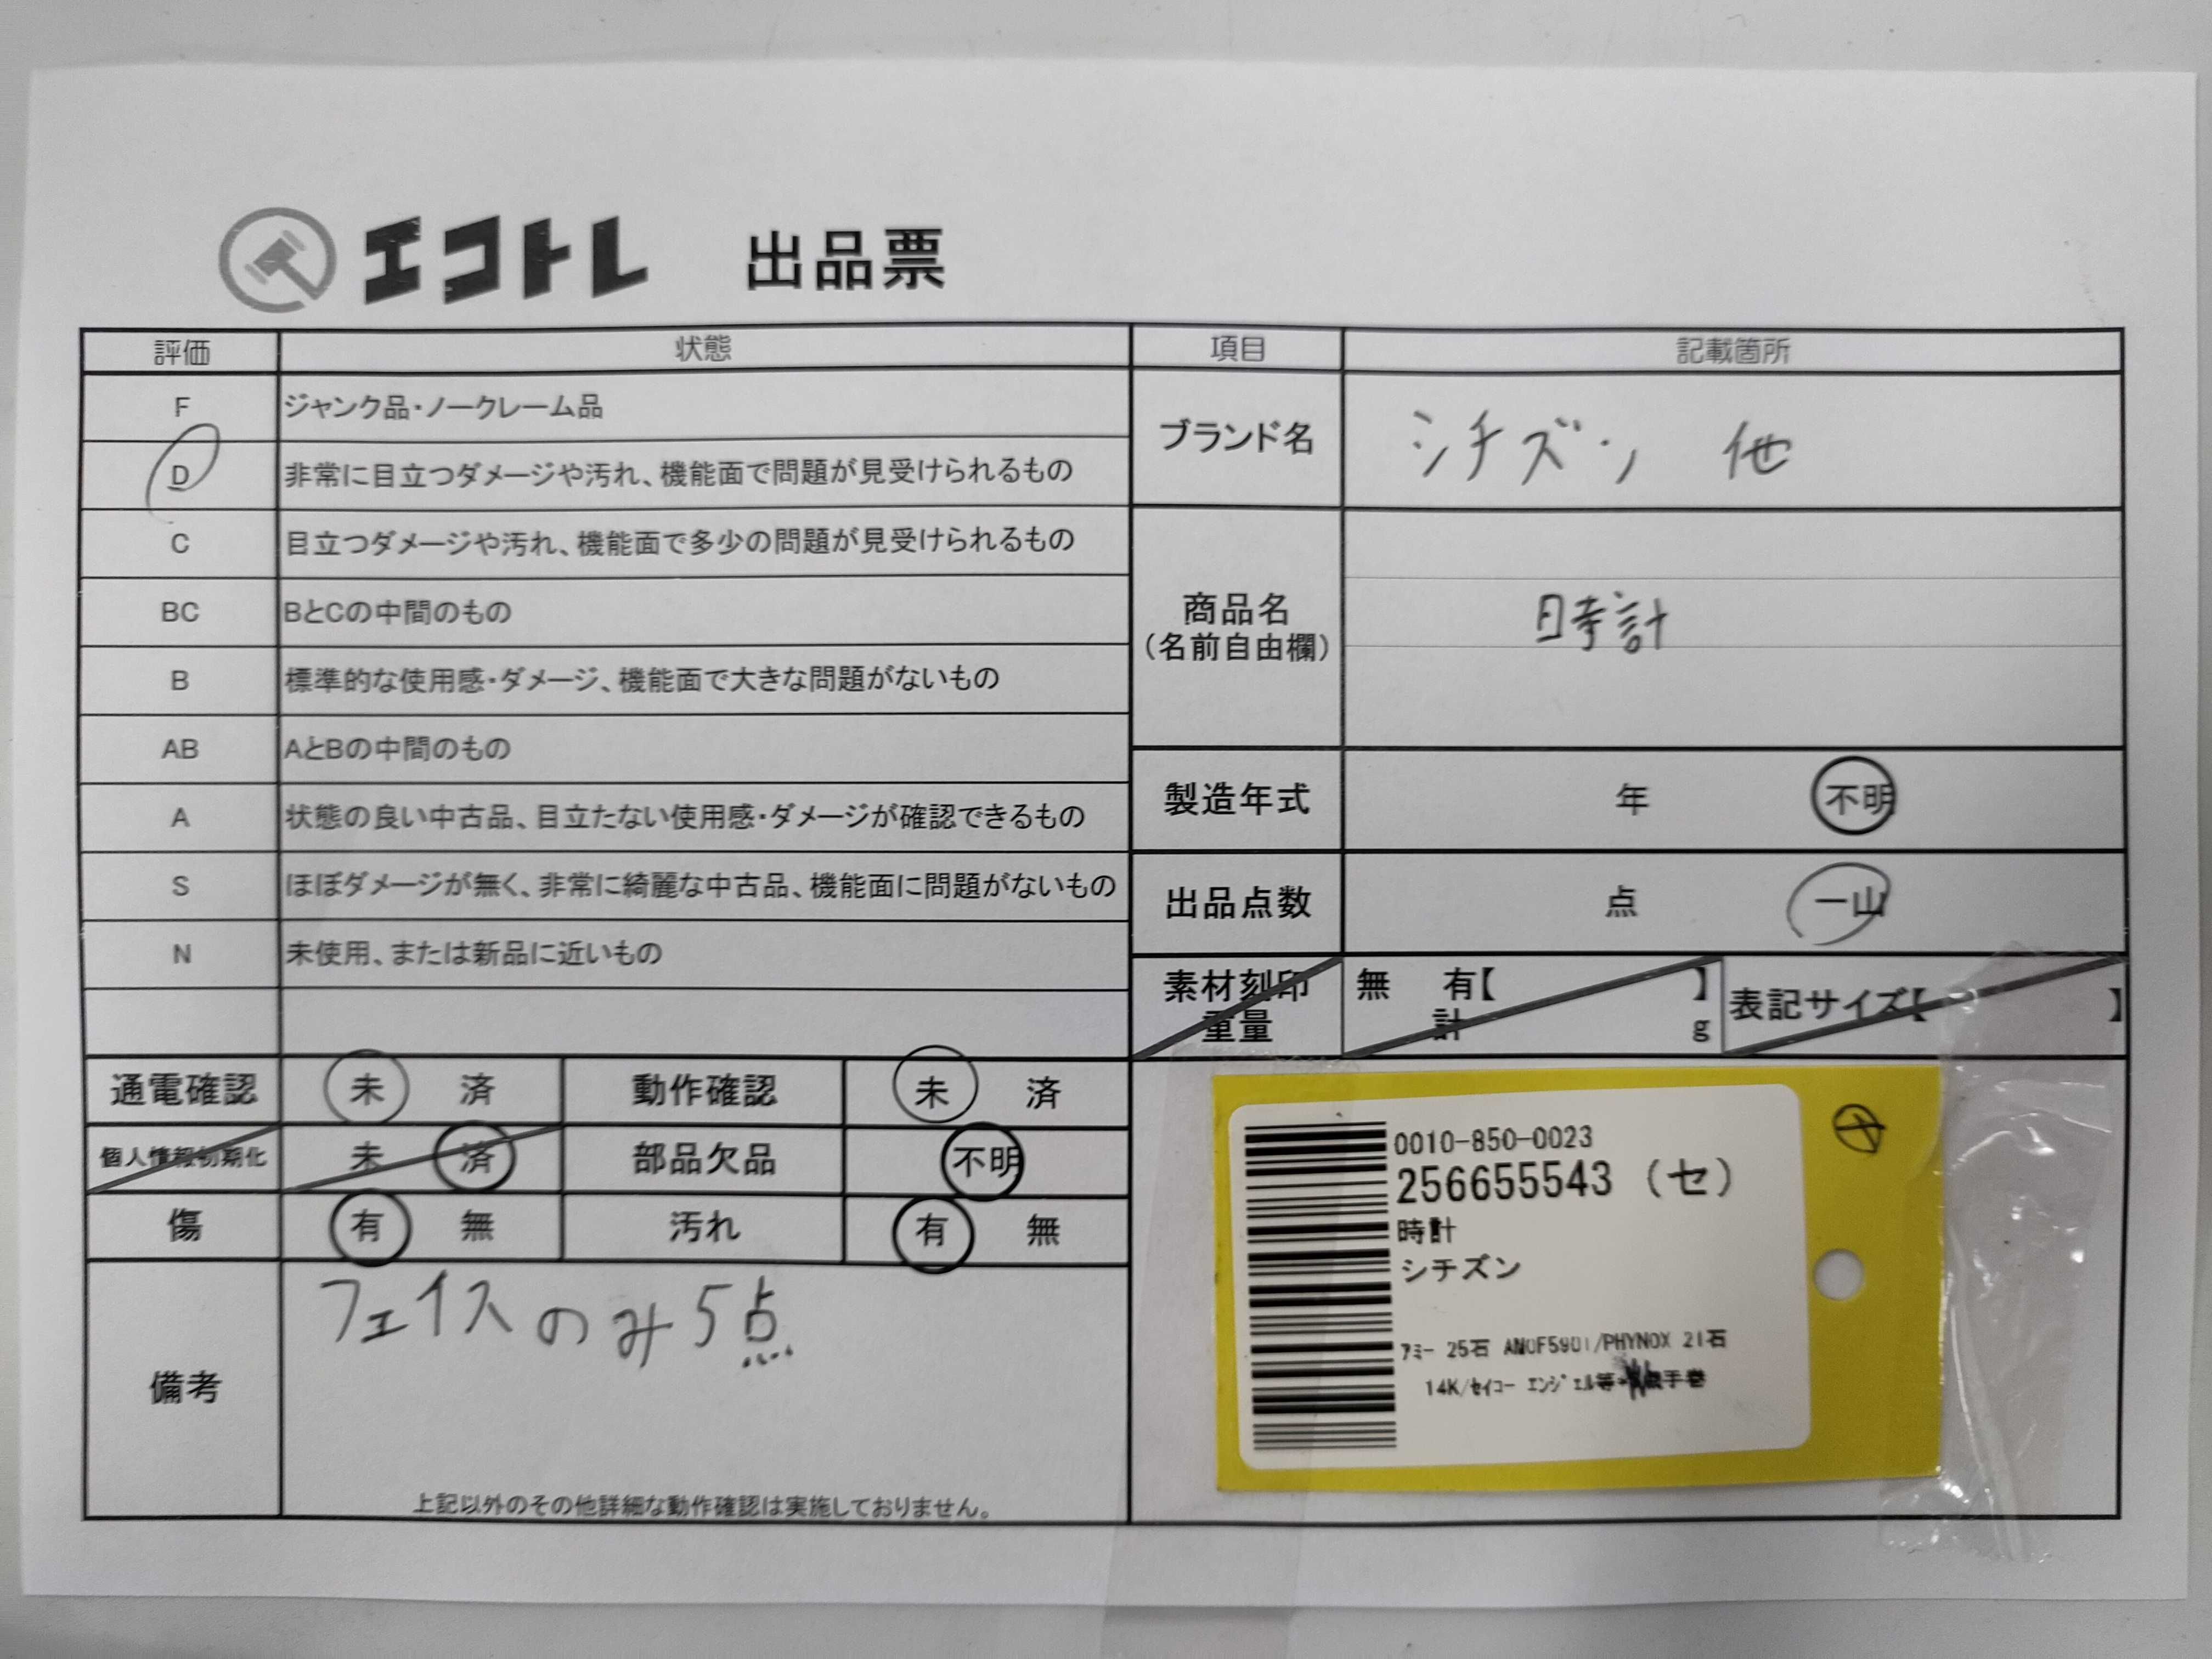 エコトレ 出品票
評価 状態
F ジャンク品・ノークレーム品
D 非常に目立つダメージや汚れ、機能面で問題が見受けられるもの
C 目立つダメージや汚れ、機能面で多少の問題が見受けられるもの
BC BとCの中間のもの
B 標準的な使用感・ダメージ、機能面で大きな問題がないもの
AB AとBの中間のもの
A 状態の良い中古品、目立たない使用感・ダメージが確認できるもの
S ほぼダメージが無く、非常に綺麗な中古品、機能面に問題がないもの
N 未使用、または新品に近いもの
項目 記載箇所
ブランド名 シチズン 他
商品名
(名前自由欄)
時計
製造年式 年 不明
出品点数 点 一山
素材刻印
重量
無 有【 】
計 g
表記サイズ【 】
通電確認 未 済 動作確認 未 済
個人情報初期化 未 済 部品欠品 不明
傷 有 無 汚れ 有 無
備考
フェイスのみ5点
上記以外のその他詳細な動作確認は実施しておりません。
0010-850-0023
256655543 (セ)
時計
シチズン
アミー 25石 ANOF5901/PHYNOX 21石
14K/セイコー エンジェル等 手巻